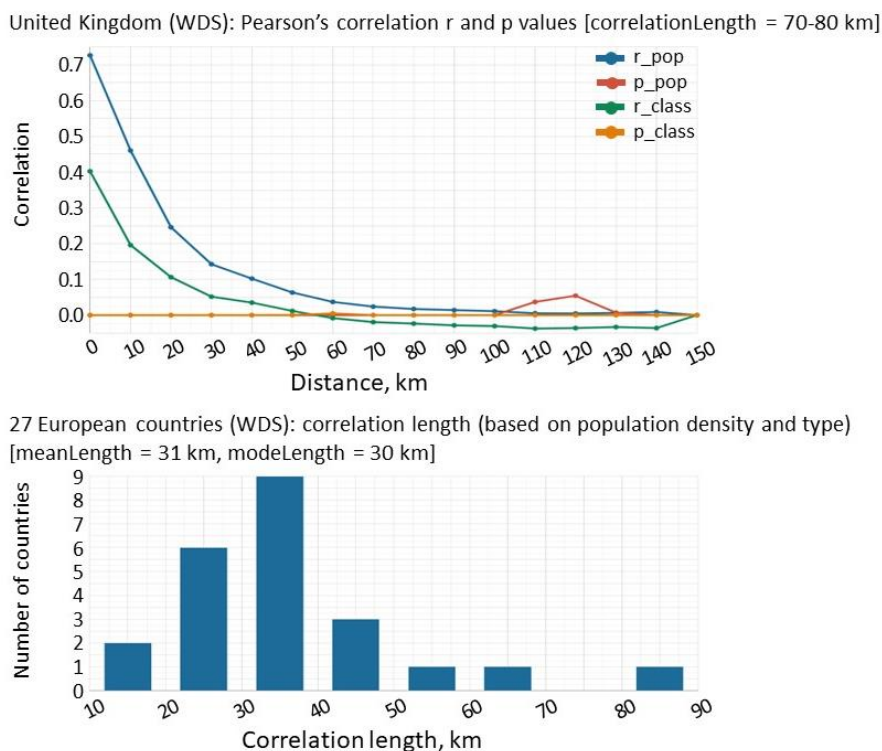 United Kingdom (WDS): Pearson’s correlation r and p values [correlationLength = 70-80 km]
r_pop
p_pop
r_class
p_class
0.7
0.6
0.5
0.4
0.3
0.2
0.1
0.0
Correlation
0 10 20 30 40 50 60 70 80 90 100 110 120 130 140 150
Distance, km
27 European countries (WDS): correlation length (based on population density and type)
[meanLength = 31 km, modeLength = 30 km]
9
8
7
6
5
4
3
2
1
0
Number of countries
10 20 30 40 50 60 70 80 90
Correlation length, km